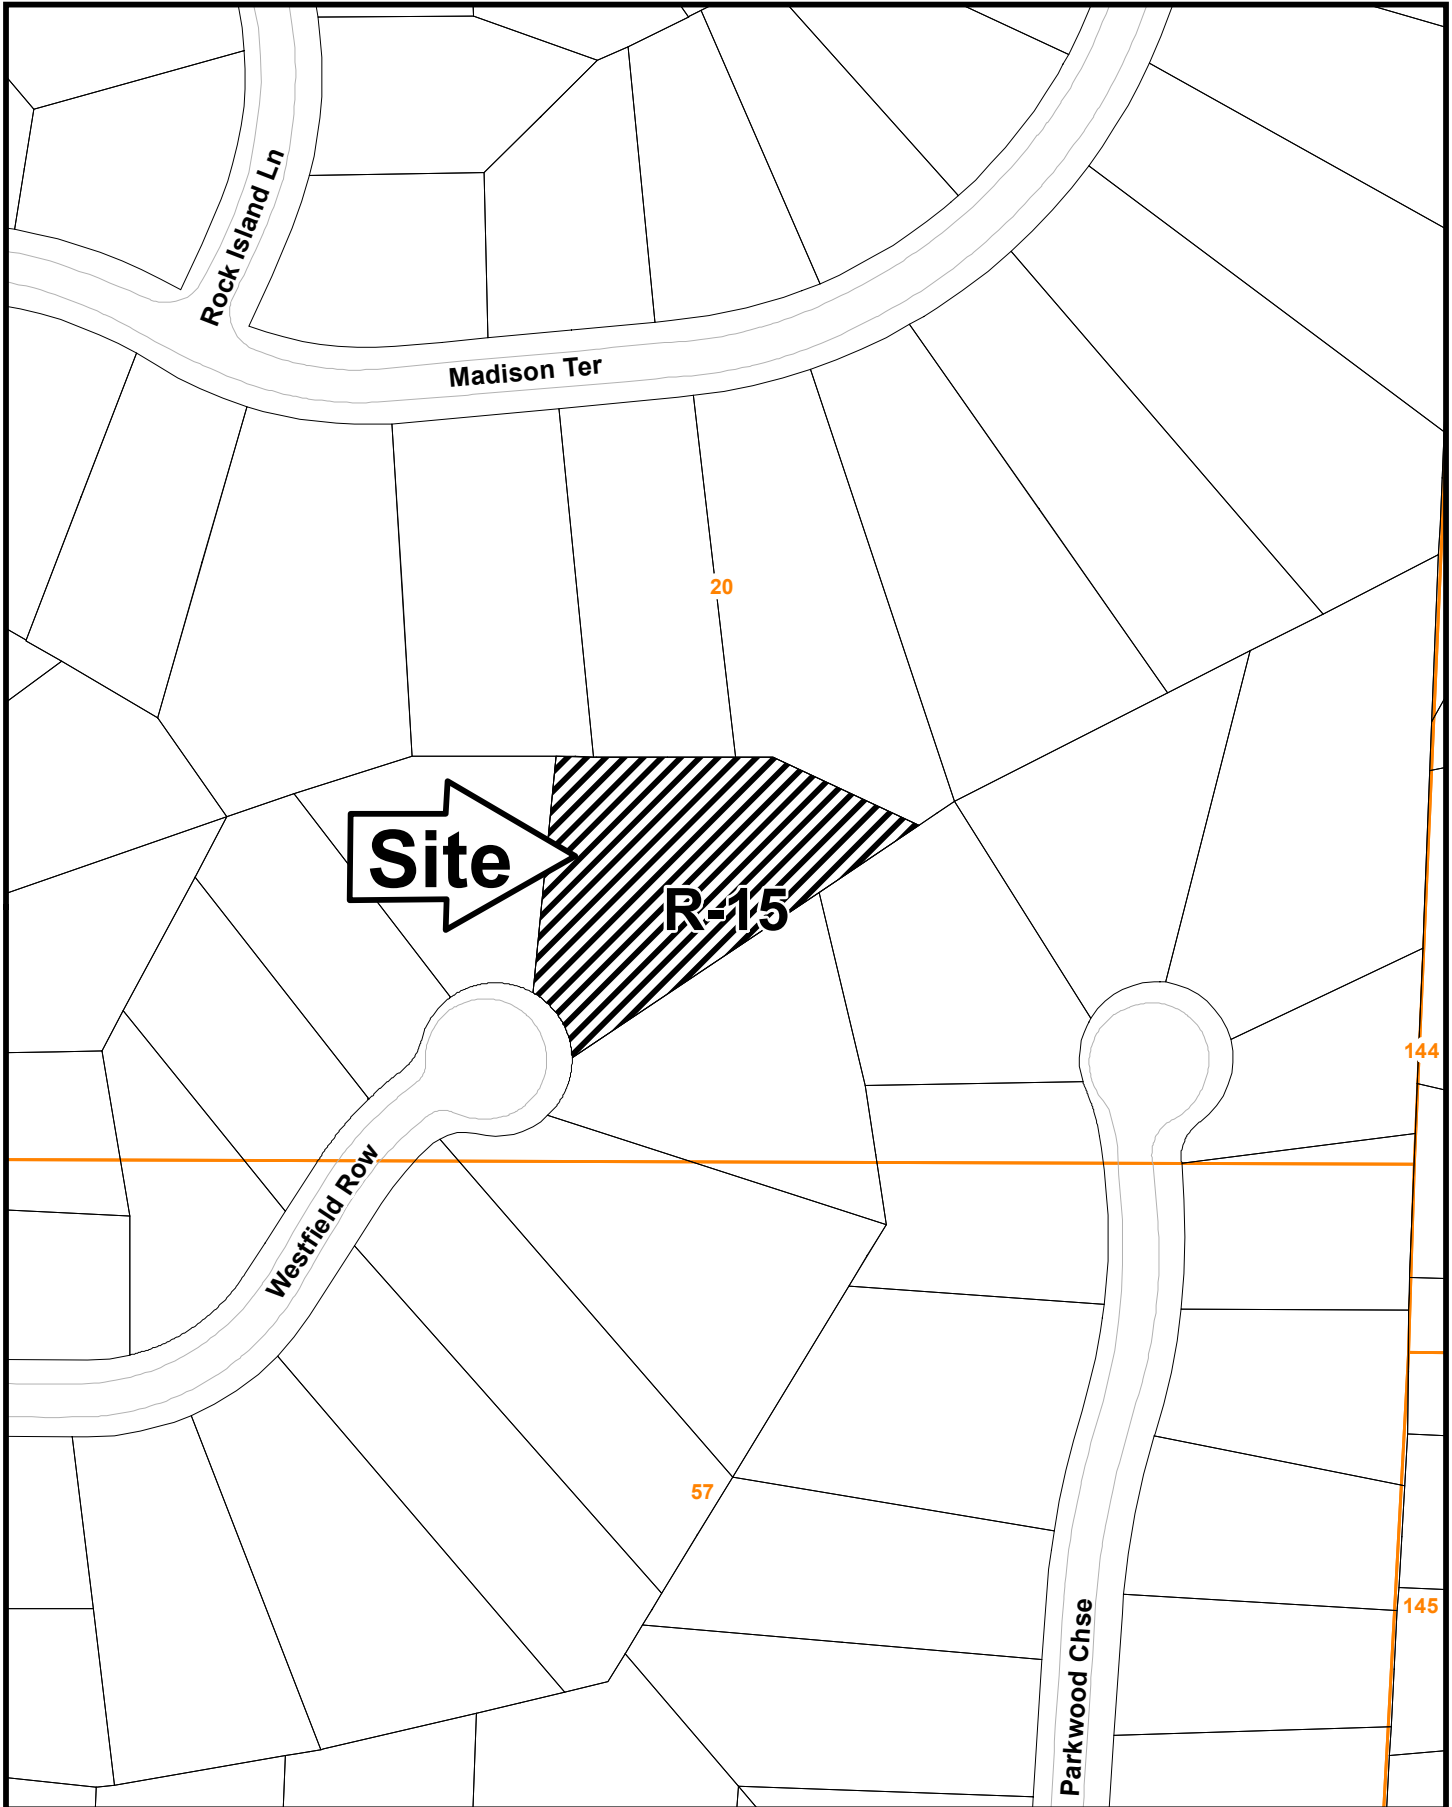 Rock Island Ln
Madison Ter
20
Site
R-15
144
Westfield Row
57
145
Parkwood Chse